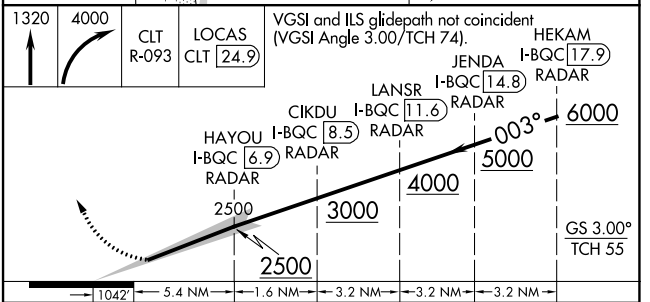 1320 4000 CLT R-093 LOCAS CLT 24.9
VGSI and ILS glidepath not coincident
(VGSI Angle 3.00/TCH 74).
HEKAM
I-BQC 17.9
RADAR
JENDA
I-BQC 14.8
RADAR
LANSR
I-BQC 11.6
RADAR
CIKDU
I-BQC 8.5
RADAR
HAYOU
I-BQC 6.9
RADAR
003°
6000
5000
4000
3000
2500
2500
GS 3.00°
TCH 55
1042' 5.4 NM 1.6 NM 3.2 NM 3.2 NM 3.2 NM